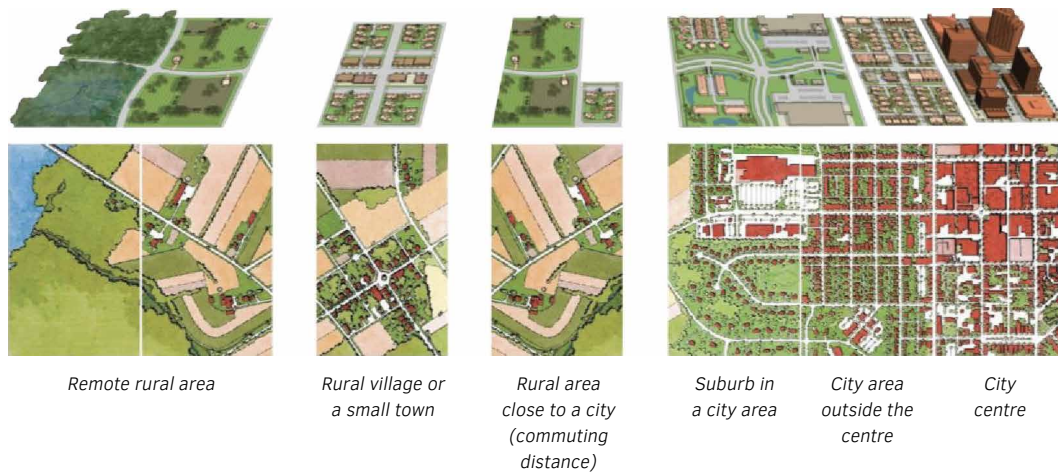 Remote rural area
Rural village or
a small town
Rural area
close to a city
(commuting
distance)
Suburb in
a city area
City area
outside the
centre
City
centre